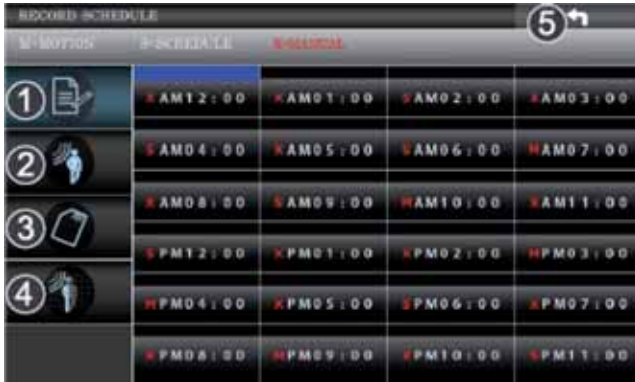 RECORD SCHEDULE
5
M-MOTION S-SCHEDULE
1
AM12:00 AM01:00 AM02:00 AM03:00
2
AM04:00 AM05:00 AM06:00 AM07:00
AM08:00 AM09:00 AM10:00 AM11:00
3
PM12:00 PM01:00 PM02:00 PM03:00
4
PM04:00 PM05:00 PM06:00 PM07:00
PM08:00 PM09:00 PM10:00 PM11:00